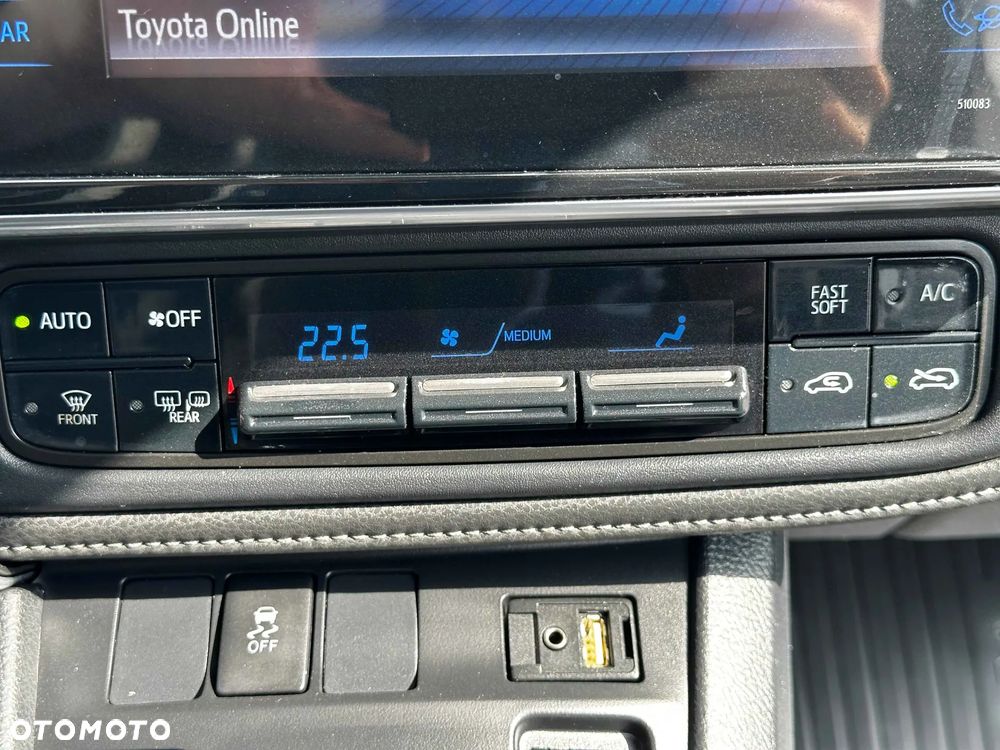 AR
Toyota Online
510083
AUTO
OFF
22.5
MEDIUM
FAST
SOFT
A/C
FRONT
REAR
OFF
OTOMOTO